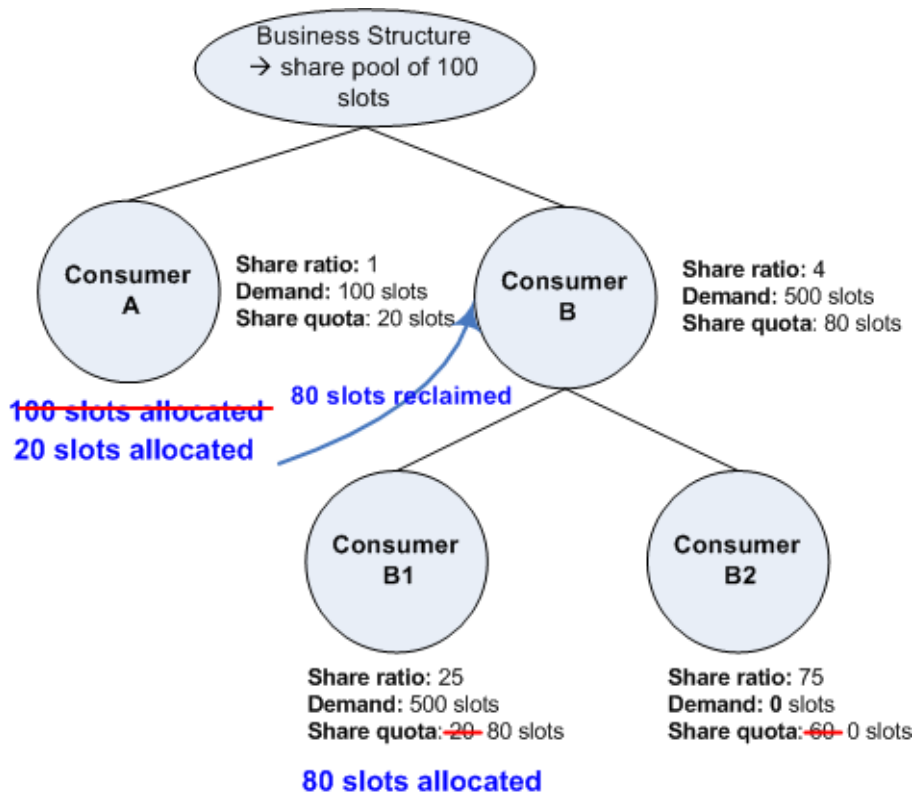 Business Structure
→ share pool of 100
slots
Consumer
A
Share ratio: 1
Demand: 100 slots
Share quota: 20 slots
Consumer
B
Share ratio: 4
Demand: 500 slots
Share quota: 80 slots
100 slots allocated
20 slots allocated
80 slots reclaimed
Consumer
B1
Consumer
B2
Share ratio: 25
Demand: 500 slots
Share quota: 20 80 slots
80 slots allocated
Share ratio: 75
Demand: 0 slots
Share quota: 60 0 slots